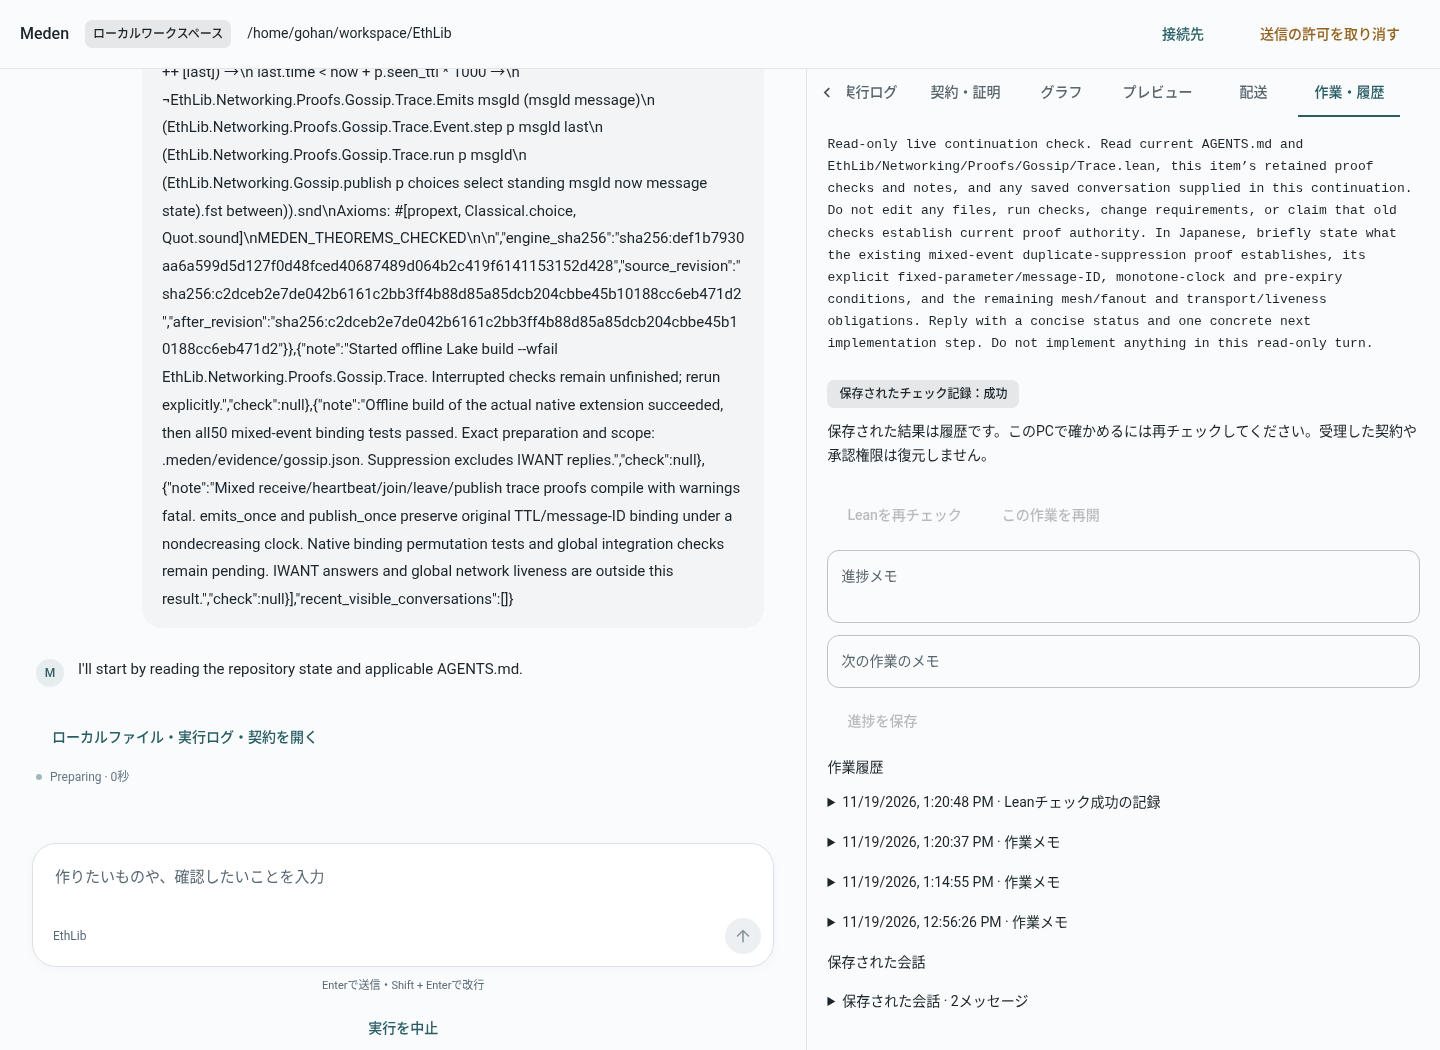 Meden
ローカルワークスペース
/home/gohan/workspace/EthLib
接続先
送信の許可を取り消す
++ [last]) →\n last.time < now + p.seen_ttl * 1000 →\n
¬EthLib.Networking.Proofs.Gossip.Trace.Emits msgId (msgId message)\n
(EthLib.Networking.Proofs.Gossip.Trace.Event.step p msgId last\n
(EthLib.Networking.Proofs.Gossip.Trace.run p msgId\n
(EthLib.Networking.Gossip.publish p choices select standing msgId now message
state).fst between)).snd\nAxioms: #[propext, Classical.choice,
Quot.sound]\nMEDEN_THEOREMS_CHECKED\n\n","engine_sha256":"sha256:def1b7930
aa6a599d5d127f0d48fced40687489d064b2c419f6141153152d428","source_revision":"
sha256:c2dceb2e7de042b6161c2bb3ff4b88d85a85dcb204cbbe45b10188cc6eb471d2
","after_revision":"sha256:c2dceb2e7de042b6161c2bb3ff4b88d85a85dcb204cbbe45b1
0188cc6eb471d2"}},{"note":"Started offline Lake build --wfail
EthLib.Networking.Proofs.Gossip.Trace. Interrupted checks remain unfinished; rerun
explicitly.","check":null},{"note":"Offline build of the actual native extension succeeded,
then all50 mixed-event binding tests passed. Exact preparation and scope:
.meden/evidence/gossip.json. Suppression excludes IWANT replies.","check":null},
{"note":"Mixed receive/heartbeat/join/leave/publish trace proofs compile with warnings
fatal. emits_once and publish_once preserve original TTL/message-ID binding under a
nondecreasing clock. Native binding permutation tests and global integration checks
remain pending. IWANT answers and global network liveness are outside this
result.","check":null}],"recent_visible_conversations":[]}
M
I'll start by reading the repository state and applicable AGENTS.md.
ローカルファイル・実行ログ・契約を開く
Preparing · 0秒
作りたいものや、確認したいことを入力
EthLib
Enterで送信・Shift + Enterで改行
実行を中止
実行ログ
契約・証明
グラフ
プレビュー
配送
作業・履歴
Read-only live continuation check. Read current AGENTS.md and
EthLib/Networking/Proofs/Gossip/Trace.lean, this item’s retained proof
checks and notes, and any saved conversation supplied in this continuation.
Do not edit any files, run checks, change requirements, or claim that old
checks establish current proof authority. In Japanese, briefly state what
the existing mixed-event duplicate-suppression proof establishes, its
explicit fixed-parameter/message-ID, monotone-clock and pre-expiry
conditions, and the remaining mesh/fanout and transport/liveness
obligations. Reply with a concise status and one concrete next
implementation step. Do not implement anything in this read-only turn.
保存されたチェック記録：成功
保存された結果は履歴です。このPCで確かめるには再チェックしてください。受理した契約や
承認権限は復元しません。
Leanを再チェック
この作業を再開
進捗メモ
次の作業のメモ
進捗を保存
作業履歴
▶ 11/19/2026, 1:20:48 PM · Leanチェック成功の記録
▶ 11/19/2026, 1:20:37 PM · 作業メモ
▶ 11/19/2026, 1:14:55 PM · 作業メモ
▶ 11/19/2026, 12:56:26 PM · 作業メモ
保存された会話
▶ 保存された会話 · 2メッセージ